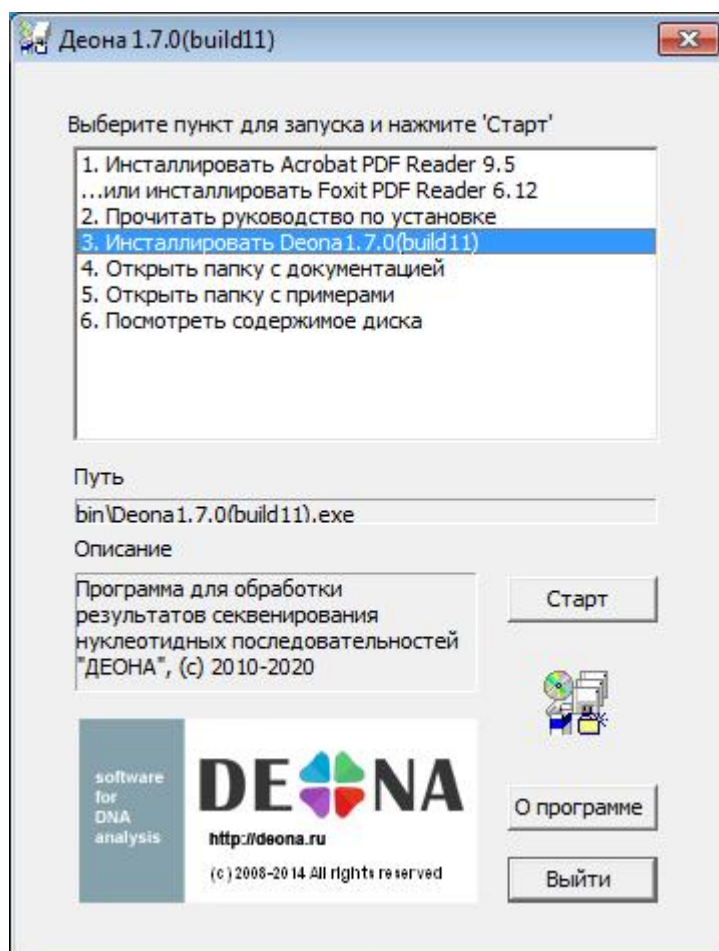 Деона 1.7.0(build11)
Выберите пункт для запуска и нажмите 'Старт'
1. Инсталлировать Acrobat PDF Reader 9.5
...или инсталлировать Foxit PDF Reader 6.12
2. Прочитать руководство по установке
3. Инсталлировать Deona1.7.0(build11)
4. Открыть папку с документацией
5. Открыть папку с примерами
6. Посмотреть содержимое диска
Путь
bin\Deona1.7.0(build11).exe
Описание
Программа для обработки
результатов секвенирования
нуклеотидных последовательностей
"ДЕОНА", (c) 2010-2020
Старт
software
for
DNA
analysis
DEONA
http://deona.ru
(c) 2008-2014 All rights reserved
О программе
Выйти